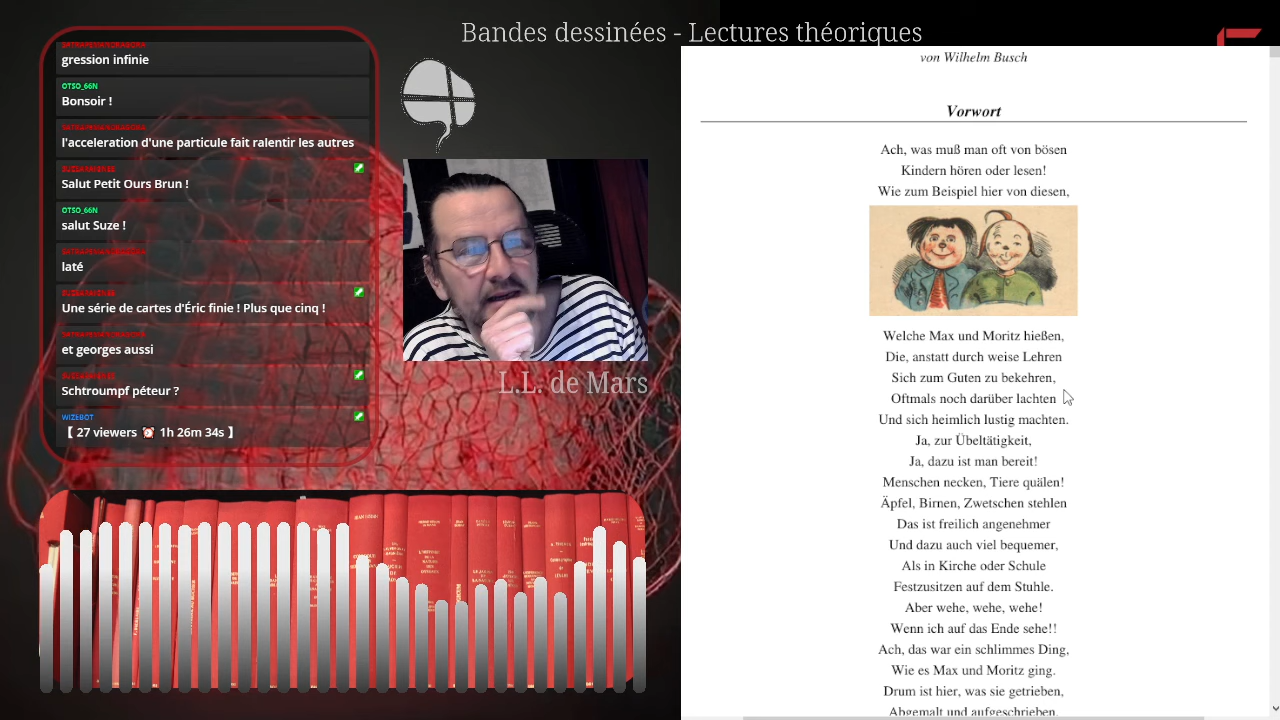 Bandes dessinées - Lectures théoriques
SATRAPEMANDRAGORA
gression infinie
OTSO_66N
Bonsoir !
SATRAPEMANDRAGORA
l'acceleration d'une particule fait ralentir les autres
Salut Petit Ours Brun !
OTSO_66N
salut Suze !
SATRAPEMANDRAGORA
laté
Une série de cartes d'Éric finie ! Plus que cinq !
SATRAPEMANDRAGORA
et georges aussi
Schtroumpf péteur ?
WIZEBOT
【 27 viewers ⏰ 1h 26m 34s 】
L.L. de Mars
von Wilhelm Busch
Vorwort
Ach, was muß man oft von bösen
Kindern hören oder lesen!
Wie zum Beispiel hier von diesen,
Welche Max und Moritz hießen,
Die, anstatt durch weise Lehren
Sich zum Guten zu bekehren,
Oftmals noch darüber lachten
Und sich heimlich lustig machten.
Ja, zur Übeltätigkeit,
Ja, dazu ist man bereit!
Menschen necken, Tiere quälen!
Äpfel, Birnen, Zwetschen stehlen
Das ist freilich angenehmer
Und dazu auch viel bequemer,
Als in Kirche oder Schule
Festzusitzen auf dem Stuhle.
Aber wehe, wehe, wehe!
Wenn ich auf das Ende sehe!!
Ach, das war ein schlimmes Ding,
Wie es Max und Moritz ging.
Drum ist hier, was sie getrieben,
Abgemalt und aufgeschrieben.